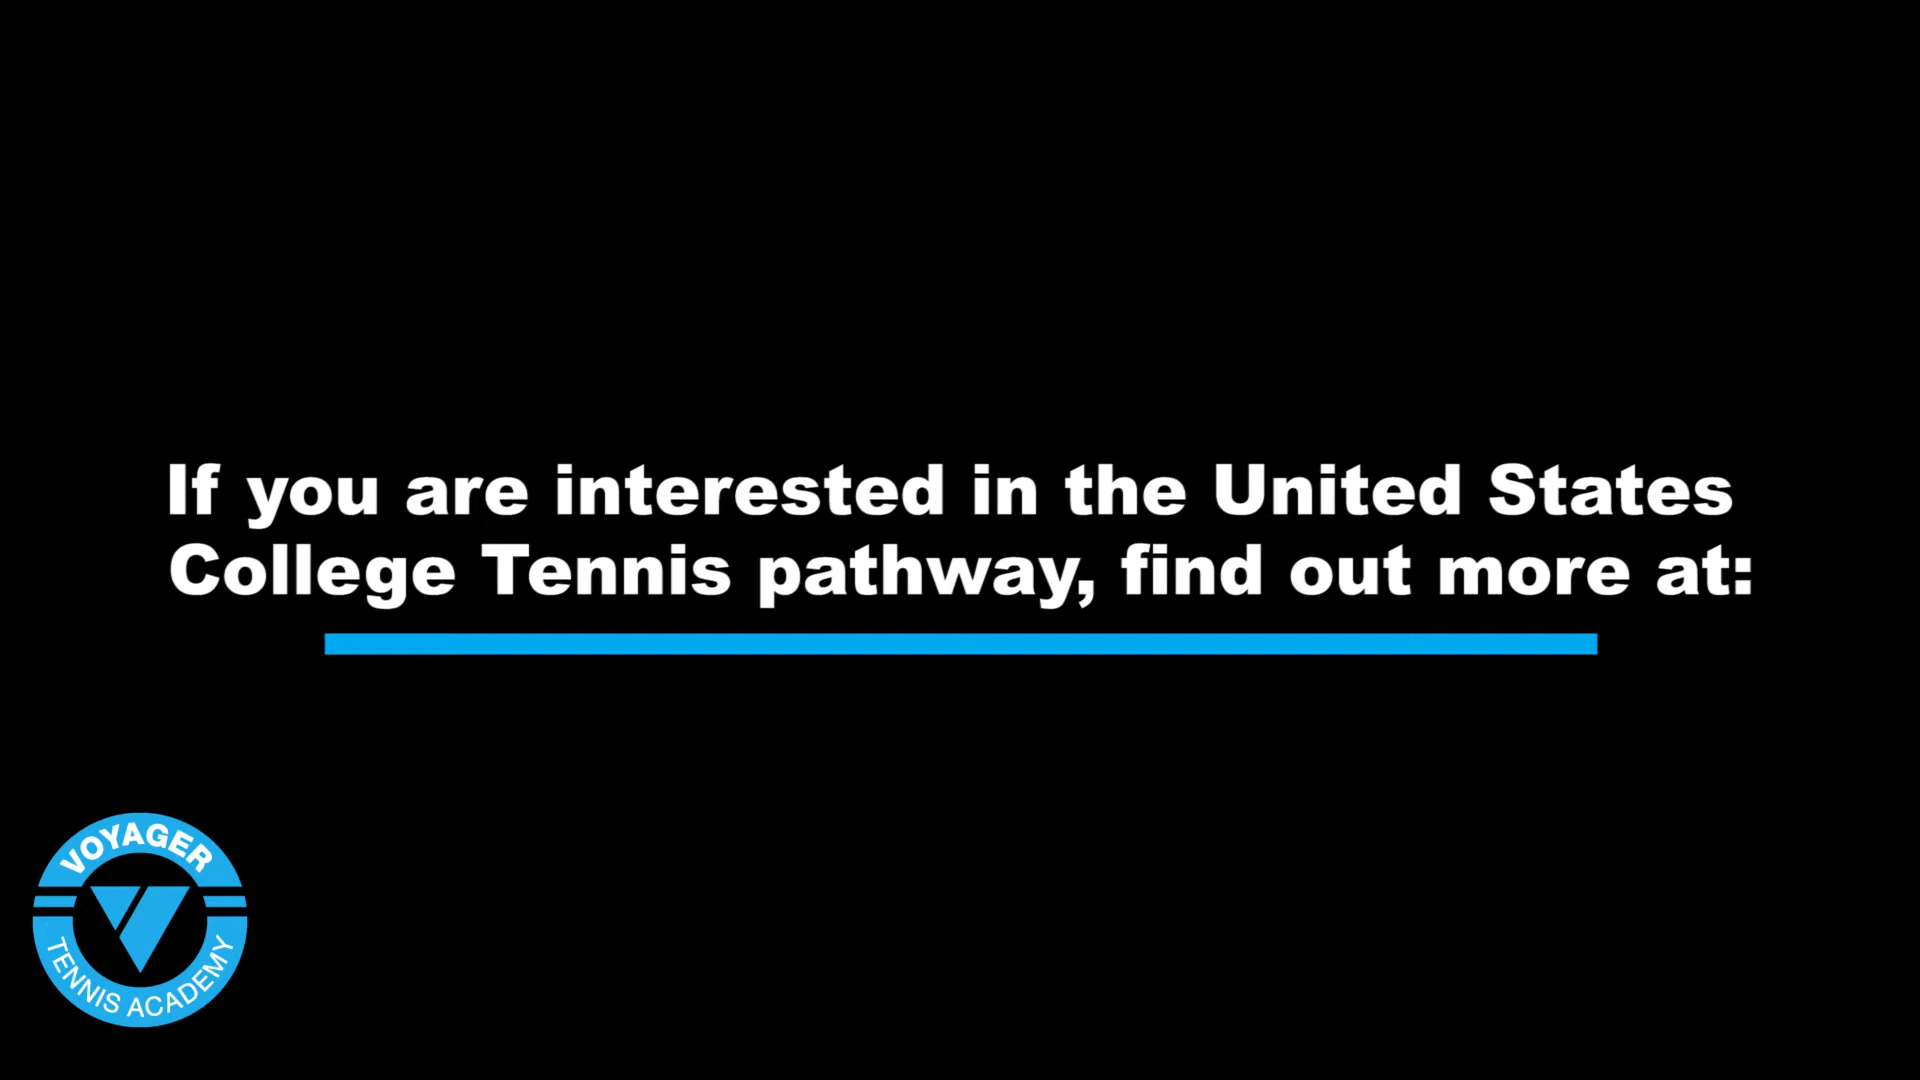 If you are interested in the United States
College Tennis pathway, find out more at:
VOYAGER
TENNIS ACADEMY